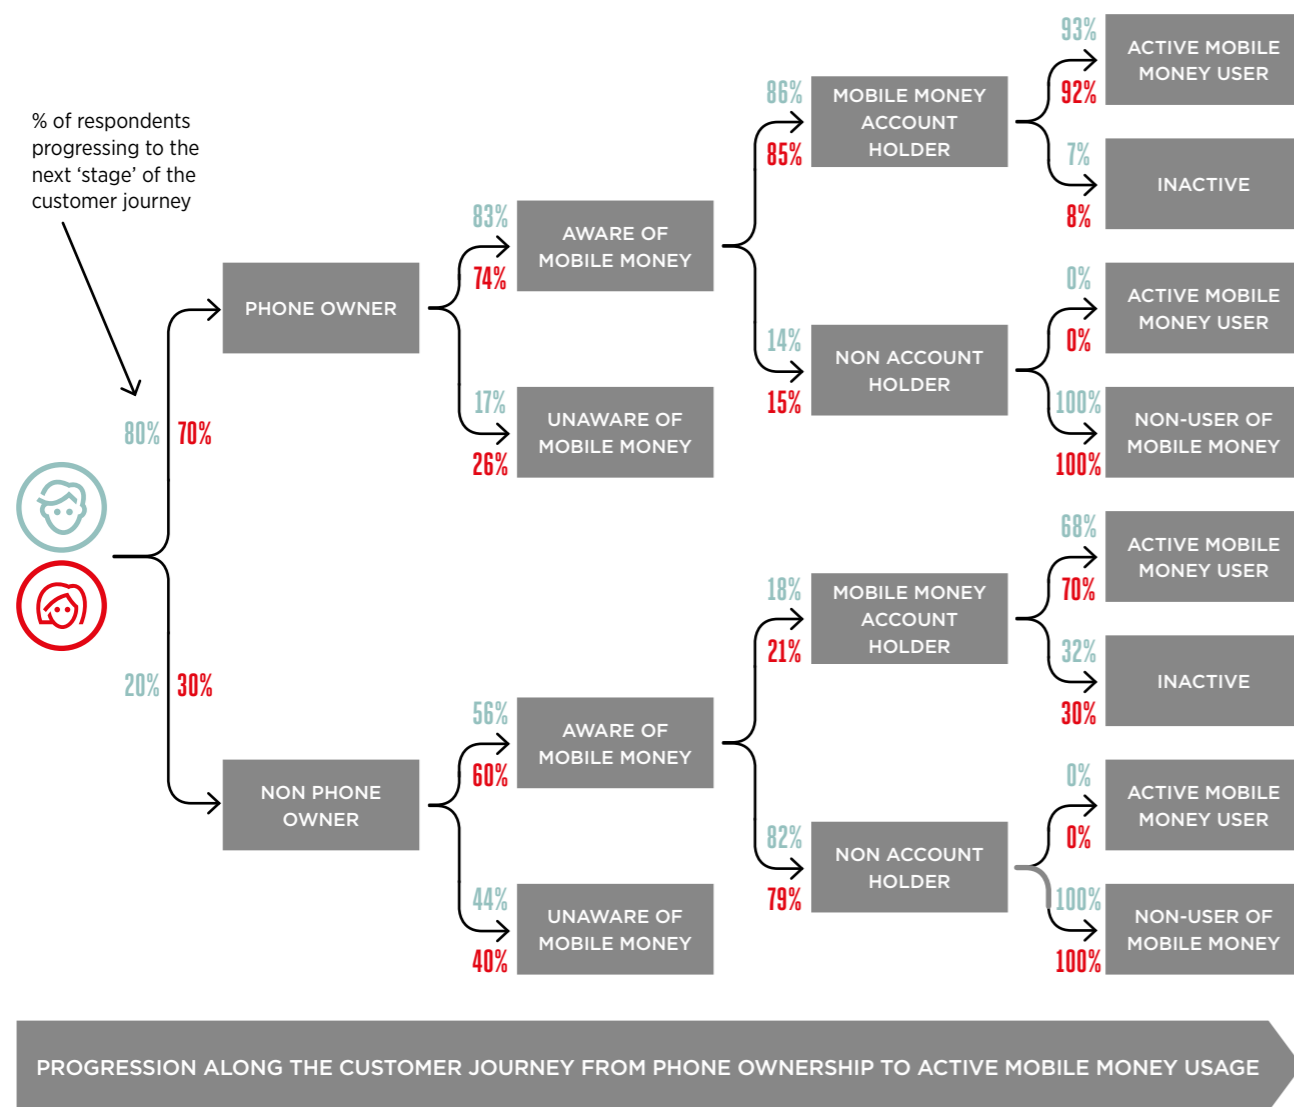 % of respondents
progressing to the
next ‘stage’ of the
customer journey
80% 70%
20% 30%
PHONE OWNER
NON PHONE
OWNER
83%
74%
AWARE OF
MOBILE MONEY
17%
26%
UNAWARE OF
MOBILE MONEY
56%
60%
AWARE OF
MOBILE MONEY
44%
40%
UNAWARE OF
MOBILE MONEY
86%
85%
MOBILE MONEY
ACCOUNT
HOLDER
14%
15%
NON ACCOUNT
HOLDER
18%
21%
MOBILE MONEY
ACCOUNT
HOLDER
82%
79%
NON ACCOUNT
HOLDER
93%
92%
ACTIVE MOBILE
MONEY USER
7%
8%
INACTIVE
0%
0%
ACTIVE MOBILE
MONEY USER
100%
100%
NON-USER OF
MOBILE MONEY
68%
70%
ACTIVE MOBILE
MONEY USER
32%
30%
INACTIVE
0%
0%
ACTIVE MOBILE
MONEY USER
100%
100%
NON-USER OF
MOBILE MONEY
PROGRESSION ALONG THE CUSTOMER JOURNEY FROM PHONE OWNERSHIP TO ACTIVE MOBILE MONEY USAGE